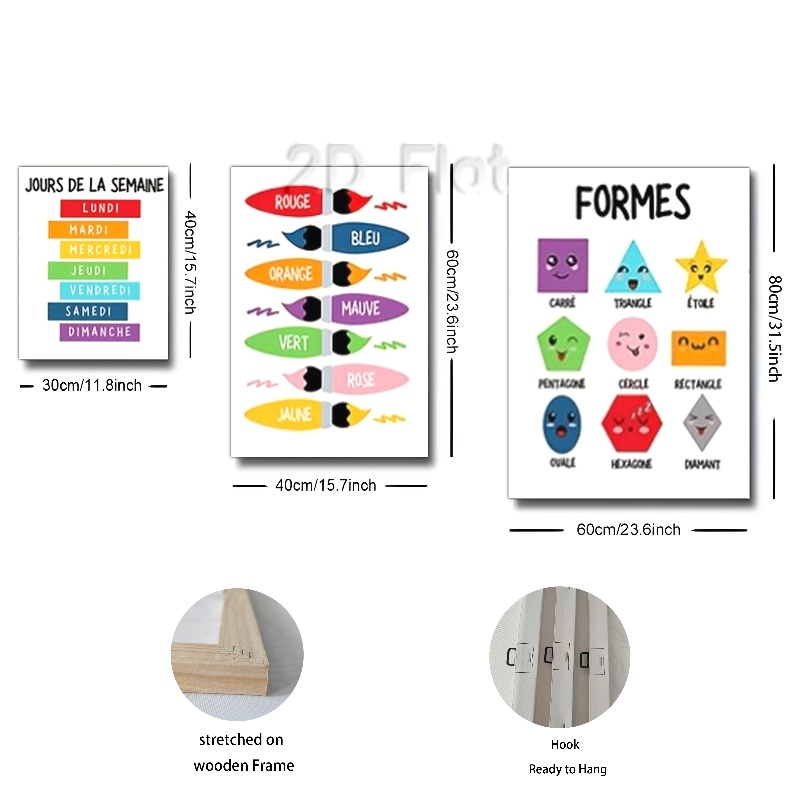 2D Flat
JOURS DE LA SEMAINE
LUNDI
MARDI
MERCREDI
JEUDI
VENDREDI
SAMEDI
DIMANCHE
40cm/15.7inch
30cm/11.8inch
ROUGE
BLEU
ORANGE
MAUVE
VERT
ROSE
JAUNE
60cm/23.6inch
40cm/15.7inch
FORMES
CARRÉ
TRIANGLE
ÉTOILE
PENTAGONE
CERCLE
RECTANGLE
zzz
OVALE
HEXAGONE
DIAMANT
80cm/31.5inch
60cm/23.6inch
stretched on
wooden Frame
Hook
Ready to Hang